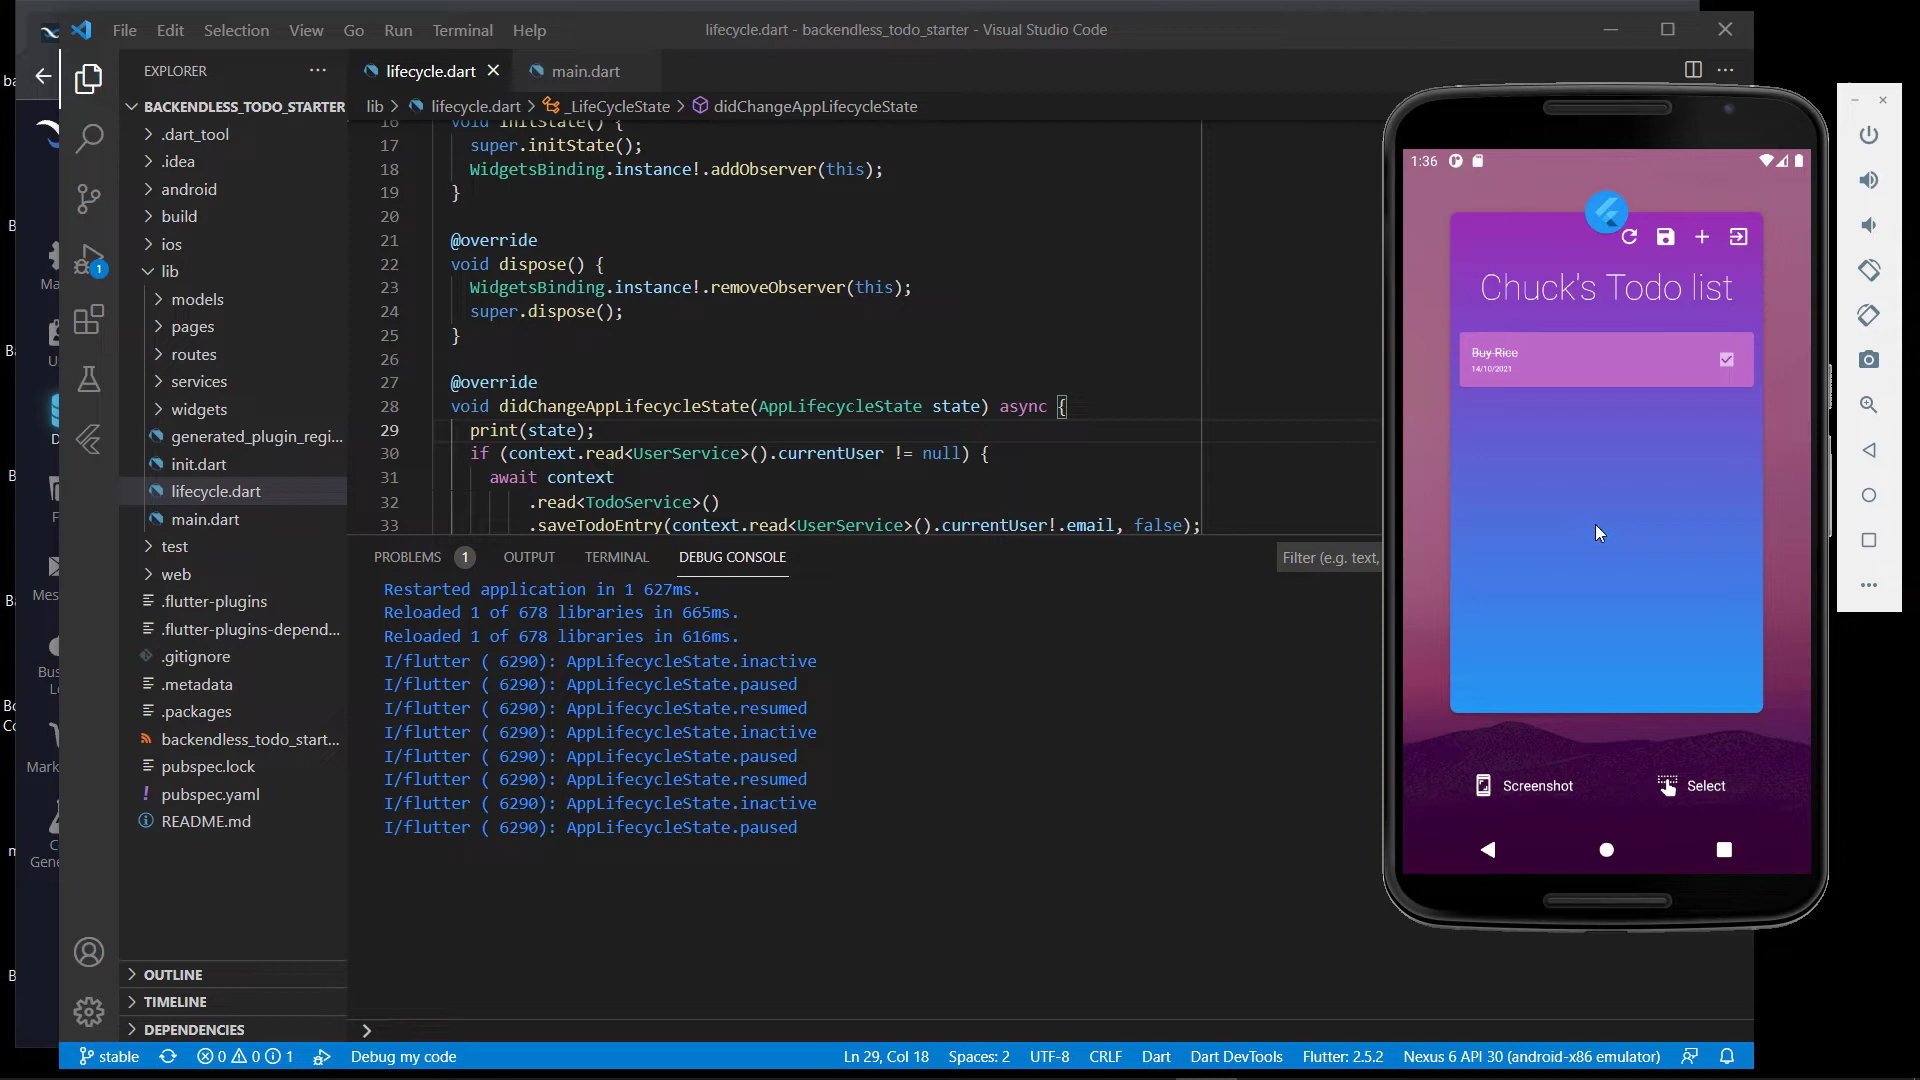 File Edit Selection View Go Run Terminal Help
lifecycle.dart - backendless_todo_starter - Visual Studio Code
EXPLORER
BACKENDLESS_TODO_STARTER
.dart_tool
.idea
android
build
ios
lib
models
pages
routes
services
widgets
generated_plugin_regi...
init.dart
lifecycle.dart
main.dart
test
web
.flutter-plugins
.flutter-plugins-depend...
.gitignore
.metadata
.packages
backendless_todo_start...
pubspec.lock
pubspec.yaml
README.md
OUTLINE
TIMELINE
DEPENDENCIES
1
lifecycle.dart main.dart
lib > lifecycle.dart > _LifeCycleState > didChangeAppLifecycleState
16 void initState() {
17 super.initState();
18 WidgetsBinding.instance!.addObserver(this);
19 }
20
21 @override
22 void dispose() {
23 WidgetsBinding.instance!.removeObserver(this);
24 super.dispose();
25 }
26
27 @override
28 void didChangeAppLifecycleState(AppLifecycleState state) async {
29 print(state);
30 if (context.read<UserService>().currentUser != null) {
31 await context
32 .read<TodoService>()
33 .saveTodoEntry(context.read<UserService>().currentUser!.email, false);
PROBLEMS 1 OUTPUT TERMINAL DEBUG CONSOLE
Filter (e.g. text,
Restarted application in 1 627ms.
Reloaded 1 of 678 libraries in 665ms.
Reloaded 1 of 678 libraries in 616ms.
I/flutter ( 6290): AppLifecycleState.inactive
I/flutter ( 6290): AppLifecycleState.paused
I/flutter ( 6290): AppLifecycleState.resumed
I/flutter ( 6290): AppLifecycleState.inactive
I/flutter ( 6290): AppLifecycleState.paused
I/flutter ( 6290): AppLifecycleState.resumed
I/flutter ( 6290): AppLifecycleState.inactive
I/flutter ( 6290): AppLifecycleState.paused
1:36
Chuck's Todo list
Buy Rice
14/10/2021
Screenshot Select
stable 0 0 1 Debug my code
Ln 29, Col 18 Spaces: 2 UTF-8 CRLF Dart Dart DevTools Flutter: 2.5.2 Nexus 6 API 30 (android-x86 emulator)